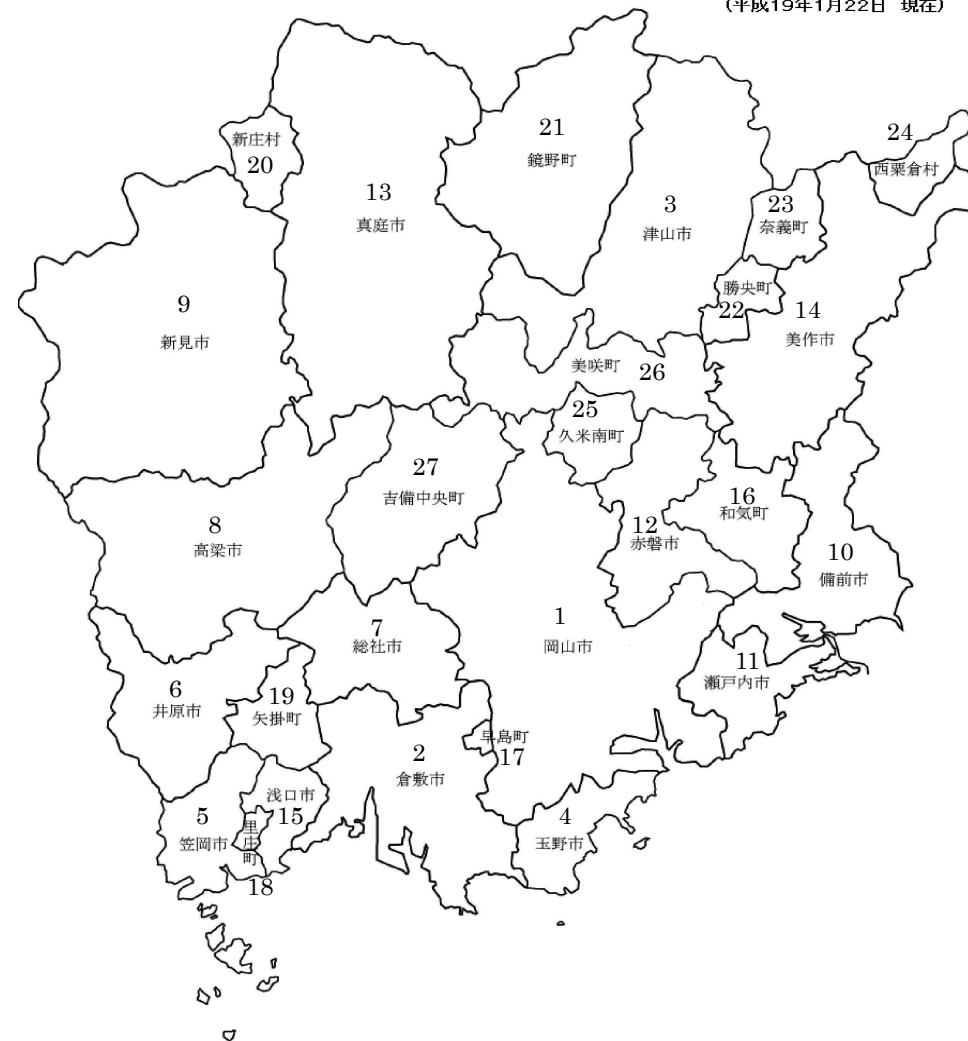 (平成19年1月22日 現在)
24
西粟倉村
21
鏡野町
新庄村
20
13
真庭市
3
津山市
23
奈義町
勝央町
22
14
美作市
9
新見市
美咲町
26
25
久米南町
27
吉備中央町
16
和気町
12
赤磐市
8
高梁市
10
備前市
1
岡山市
7
総社市
11
瀬戸内市
6
井原市
19
矢掛町
早島町
17
2
倉敷市
浅口市
15
5
笠岡市
里庄町
18
4
玉野市